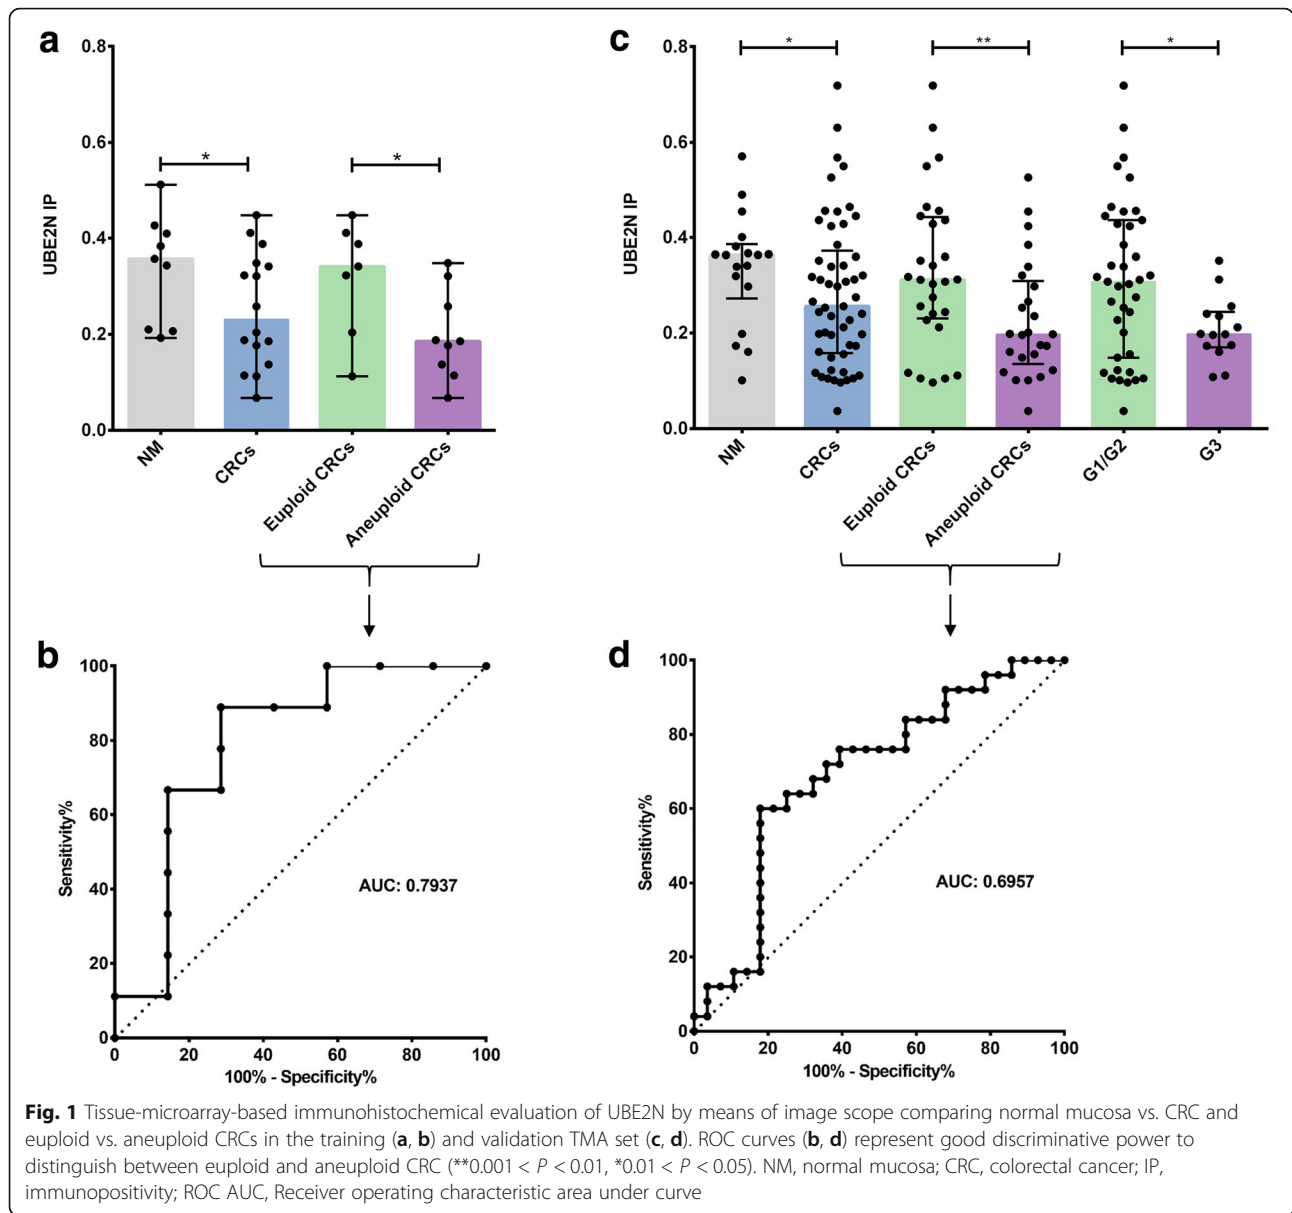 a
0.8
0.6
0.4
0.2
0.0
UBE2N IP
*
*
NM
CRCs
Euploid CRCs
Aneuploid CRCs
c
0.8
0.6
0.4
0.2
0.0
UBE2N IP
*
**
*
NM
CRCs
Euploid CRCs
Aneuploid CRCs
G1/G2
G3
b
100
80
60
40
20
0
Sensitivity%
AUC: 0.7937
0 20 40 60 80 100
100% - Specificity%
d
100
80
60
40
20
0
Sensitivity%
AUC: 0.6957
0 20 40 60 80 100
100% - Specificity%
Fig. 1 Tissue-microarray-based immunohistochemical evaluation of UBE2N by means of image scope comparing normal mucosa vs. CRC and
euploid vs. aneuploid CRCs in the training (a, b) and validation TMA set (c, d). ROC curves (b, d) represent good discriminative power to
distinguish between euploid and aneuploid CRC (**0.001 < P < 0.01, *0.01 < P < 0.05). NM, normal mucosa; CRC, colorectal cancer; IP,
immunopositivity; ROC AUC, Receiver operating characteristic area under curve